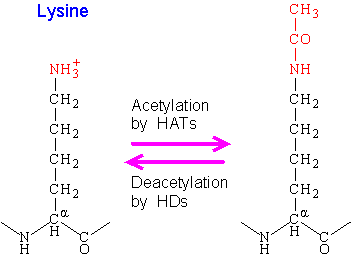 Lysine
NH3+
CH2
CH2
CH2
CH2
C α
H
N
H
C
O
Acetylation
by HATs
Deacetylation
by HDs
CH3
CO
NH
CH2
CH2
CH2
CH2
C α
H
N
H
C
O